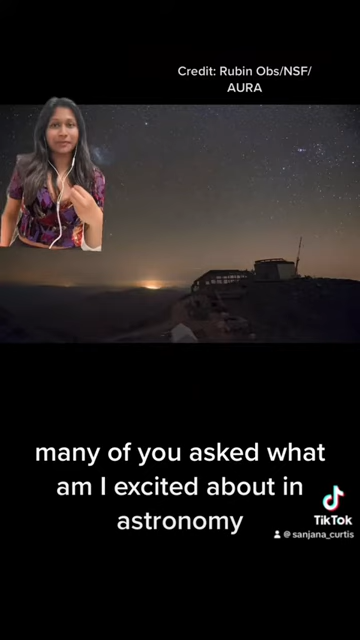 Credit: Rubin Obs/NSF/
AURA
many of you asked what
am I excited about in
astronomy
TikTok
@sanjana_curtis